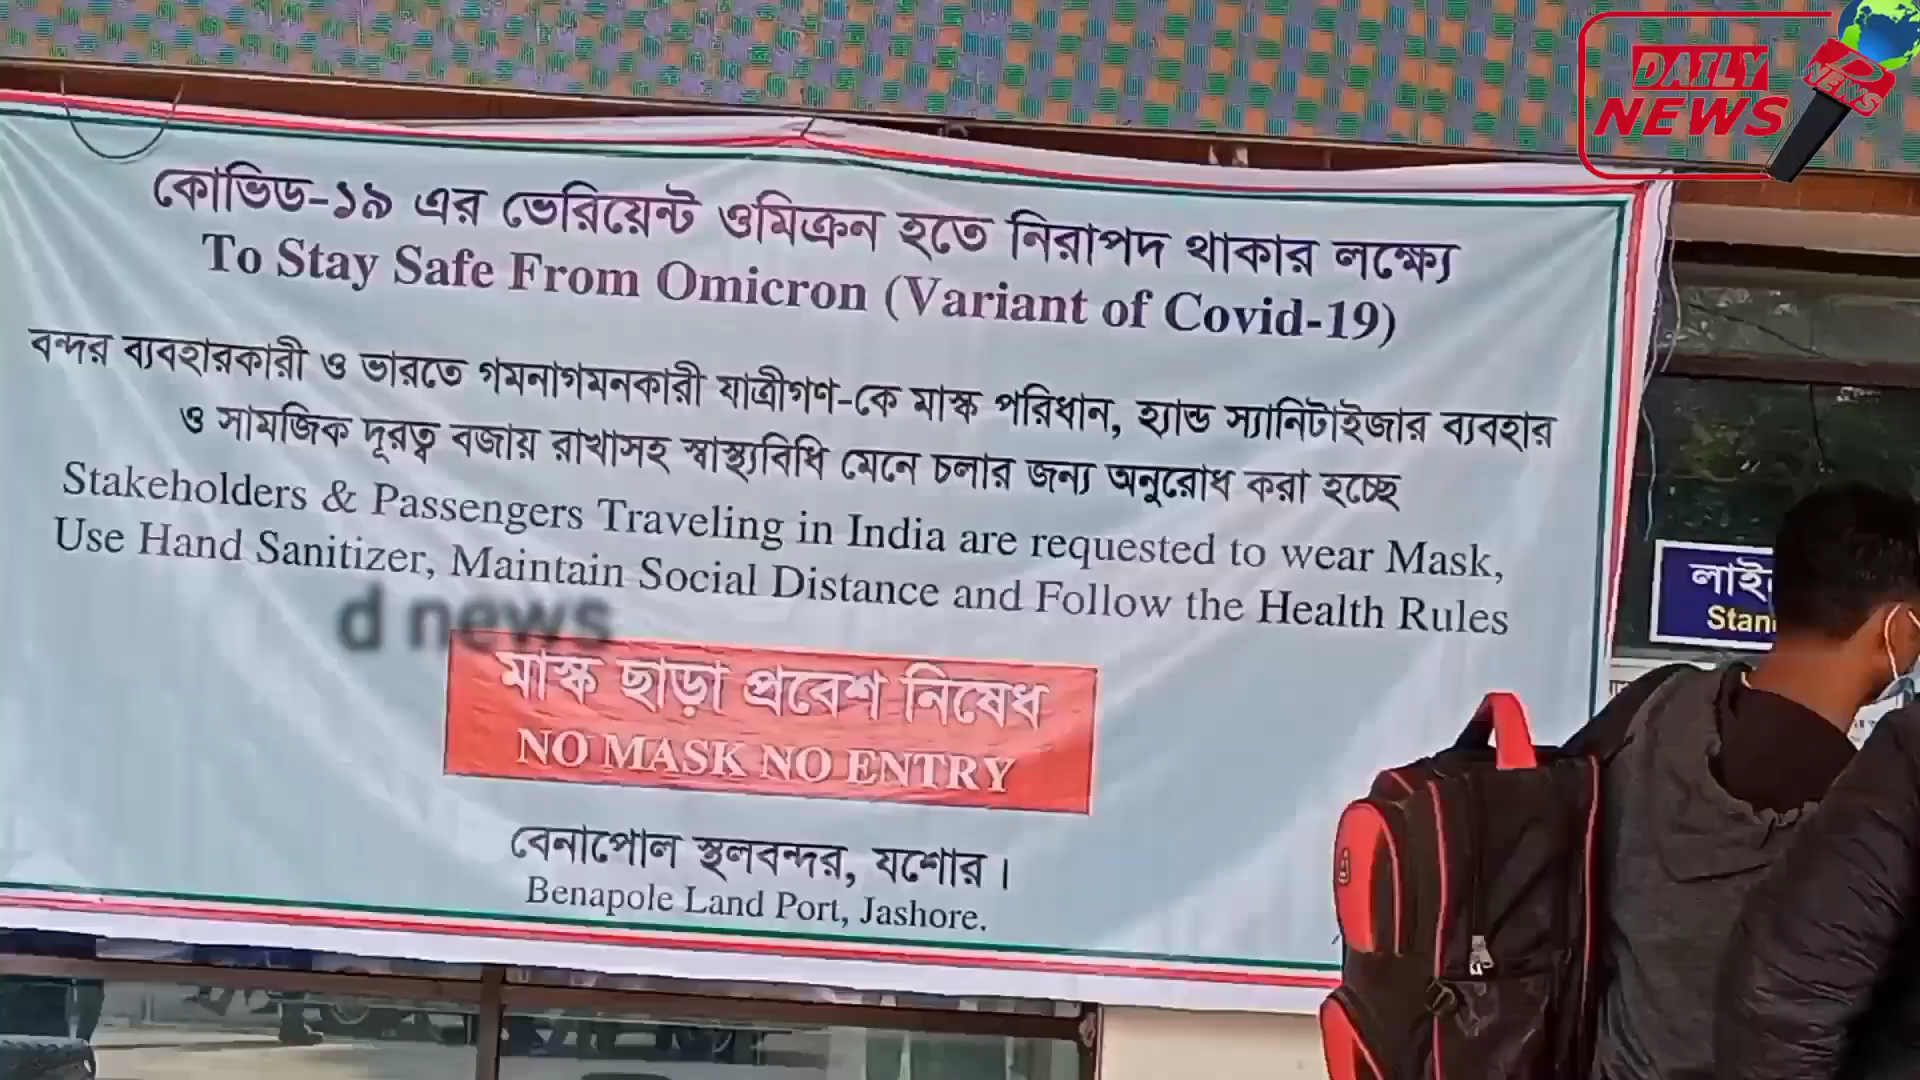 DAILY
NEWS
D NEWS
কোভিড-১৯ এর ভেরিয়েন্ট ওমিক্রন হতে নিরাপদ থাকার লক্ষ্যে
To Stay Safe From Omicron (Variant of Covid-19)
বন্দর ব্যবহারকারী ও ভারতে গমনাগমনকারী যাত্রীগণ-কে মাস্ক পরিধান, হ্যান্ড স্যানিটাইজার ব্যবহার
ও সামজিক দূরত্ব বজায় রাখাসহ স্বাস্থ্যবিধি মেনে চলার জন্য অনুরোধ করা হচ্ছে
Stakeholders & Passengers Traveling in India are requested to wear Mask,
Use Hand Sanitizer, Maintain Social Distance and Follow the Health Rules
d news
মাস্ক ছাড়া প্রবেশ নিষেধ
NO MASK NO ENTRY
বেনাপোল স্থলবন্দর, যশোর।
Benapole Land Port, Jashore.